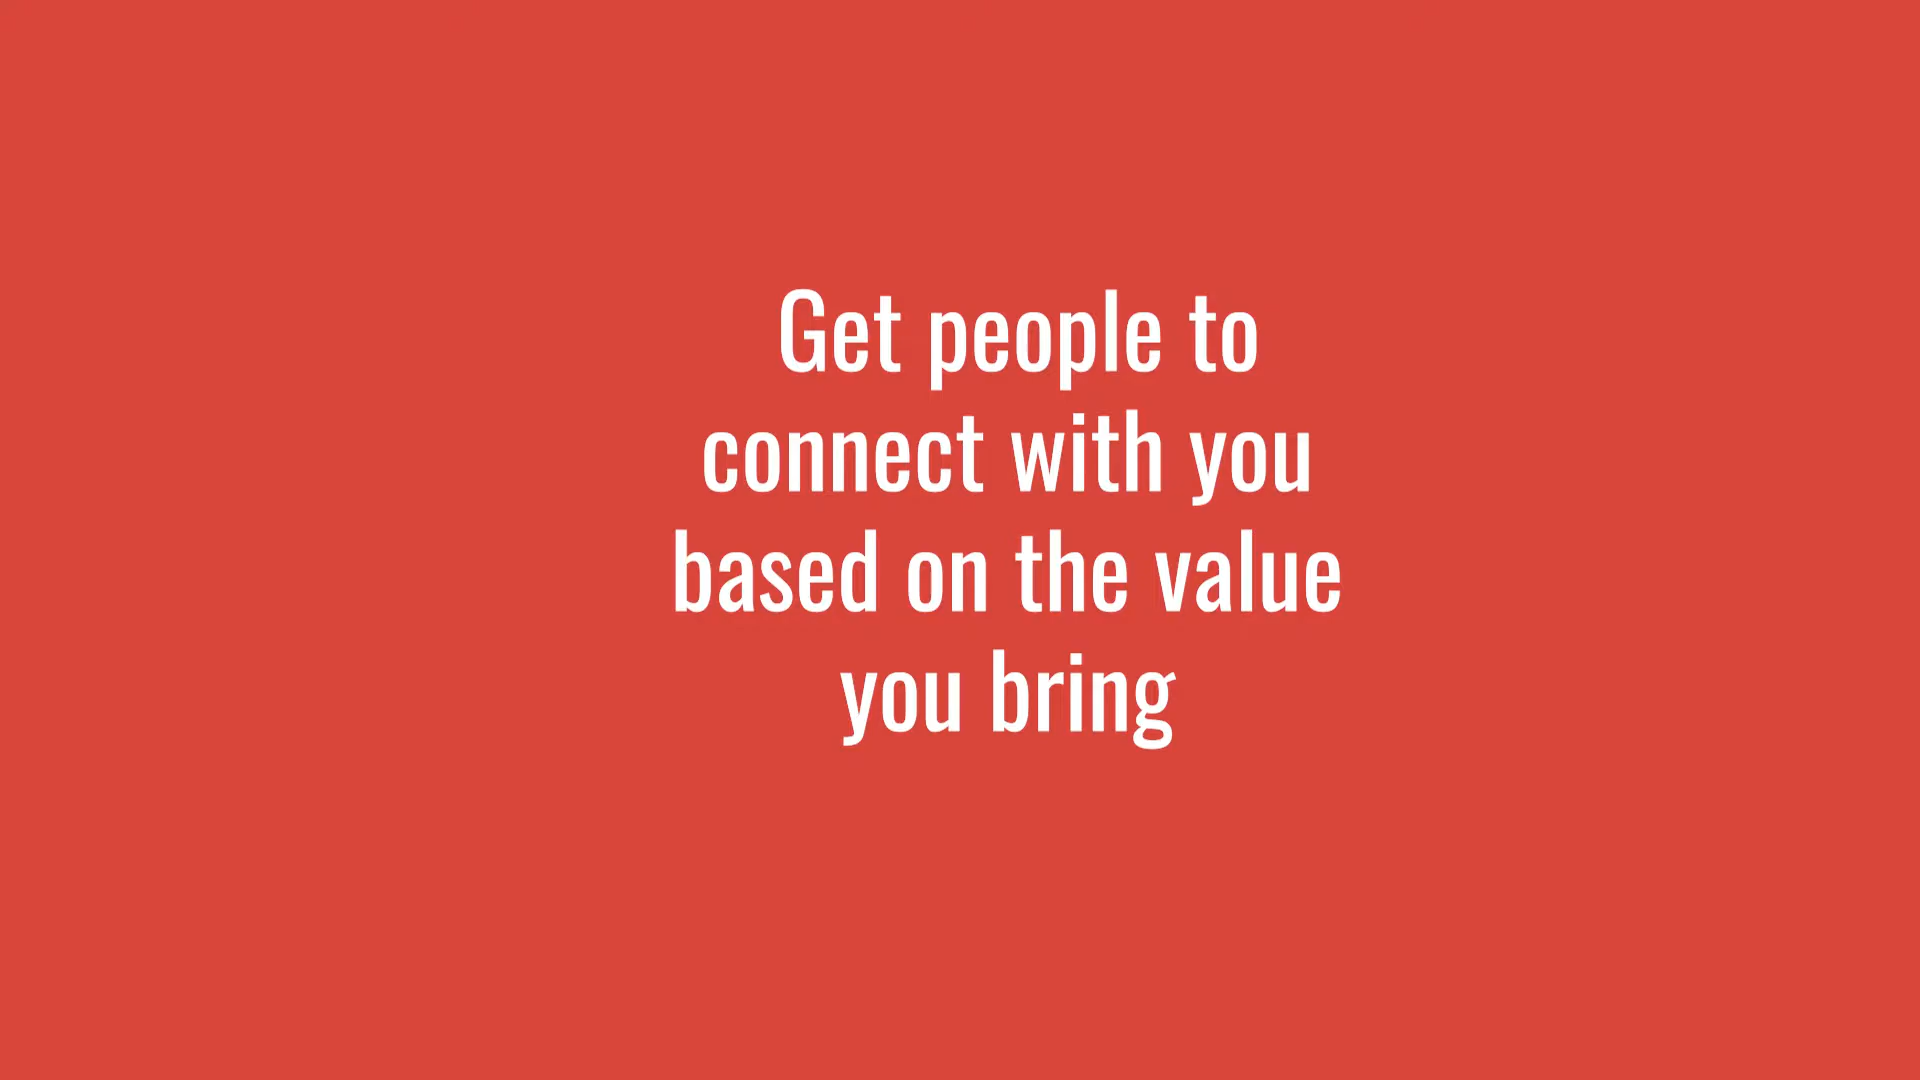 Get people to
connect with you
based on the value
you bring